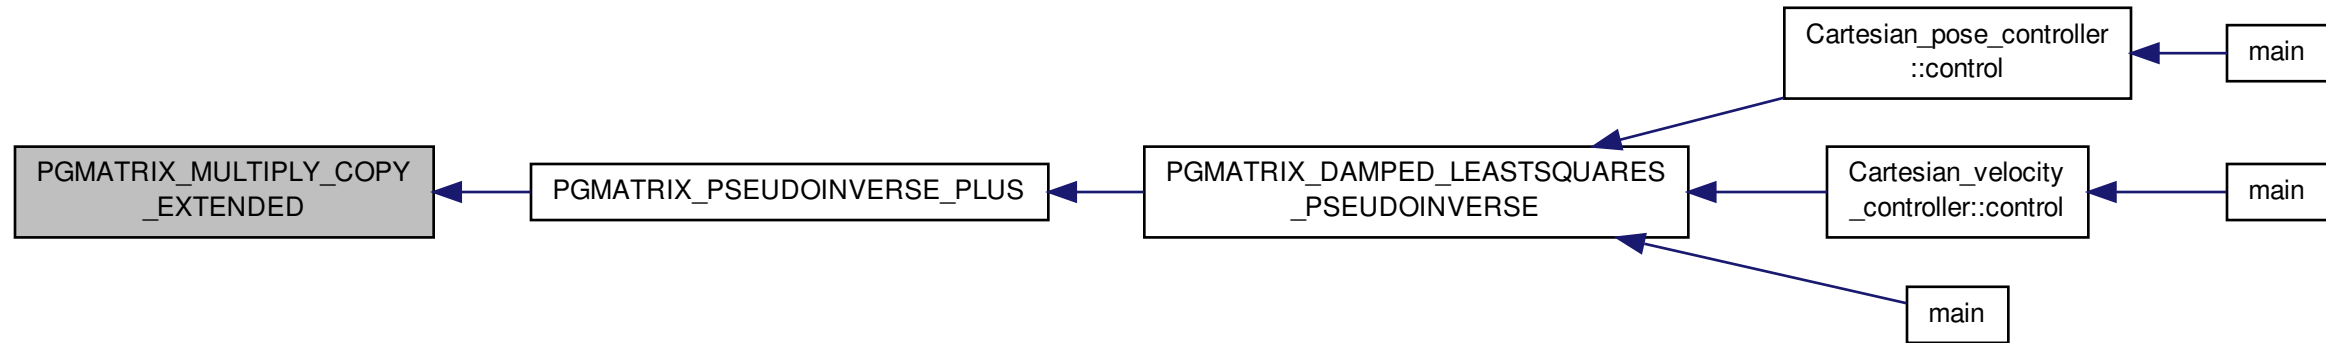 PGMATRIX_MULTIPLY_COPY
_EXTENDED
PGMATRIX_PSEUDOINVERSE_PLUS
PGMATRIX_DAMPED_LEASTSQUARES
_PSEUDOINVERSE
Cartesian_pose_controller
::control
main
Cartesian_velocity
_controller::control
main
main